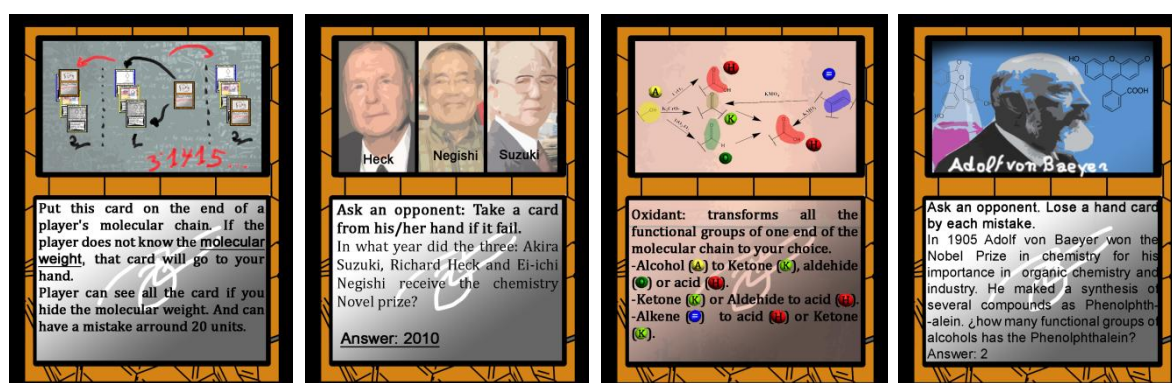 3.1415...
Put this card on the end of a
player's molecular chain. If the
player does not know the molecular
weight, that card will go to your
hand.
Player can see all the card if you
hide the molecular weight. And can
have a mistake arround 20 units.
Heck Negishi Suzuki
Ask an opponent: Take a card
from his/her hand if it fail.
In what year did the three: Akira
Suzuki, Richard Heck and Ei-ichi
Negishi receive the chemistry
Novel prize?
Answer: 2010
A
H
K
H
Oxidant: transforms all the
functional groups of one end of the
molecular chain to your choice.
-Alcohol (A) to Ketone (K), aldehide
() or acid (H).
-Ketone (K) or Aldehide to acid (H).
-Alkene (=) to acid (H) or Ketone
(K).
HO O O
COOH
HO
Adolf von Baeyer
Ask an opponent. Lose a hand card
by each mistake.
In 1905 Adolf von Baeyer won the
Nobel Prize in chemistry for his
importance in organic chemistry and
industry. He maked a synthesis of
several compounds as Phenolphth-
-alein. ¿how many functional groups of
alcohols has the Phenolphthalein?
Answer: 2